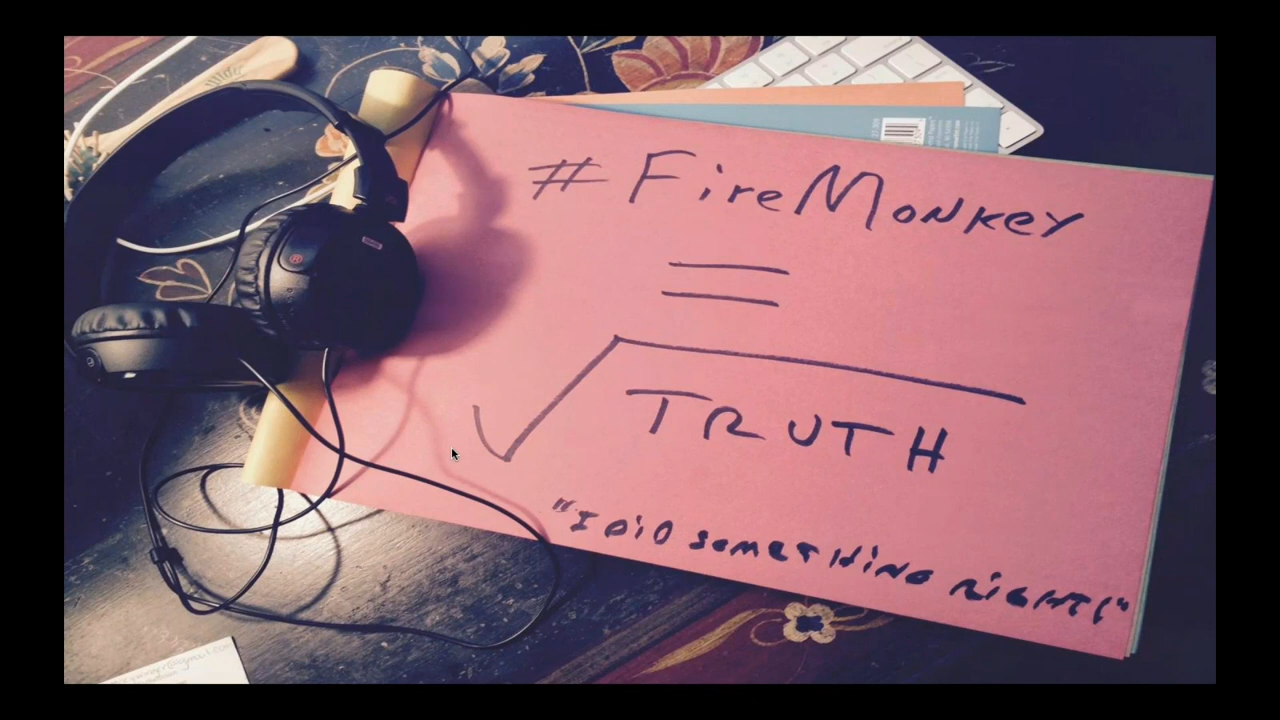 #FireMonkey
=
√TRUTH
"I DiD SOMETHiNG RiGHT!"